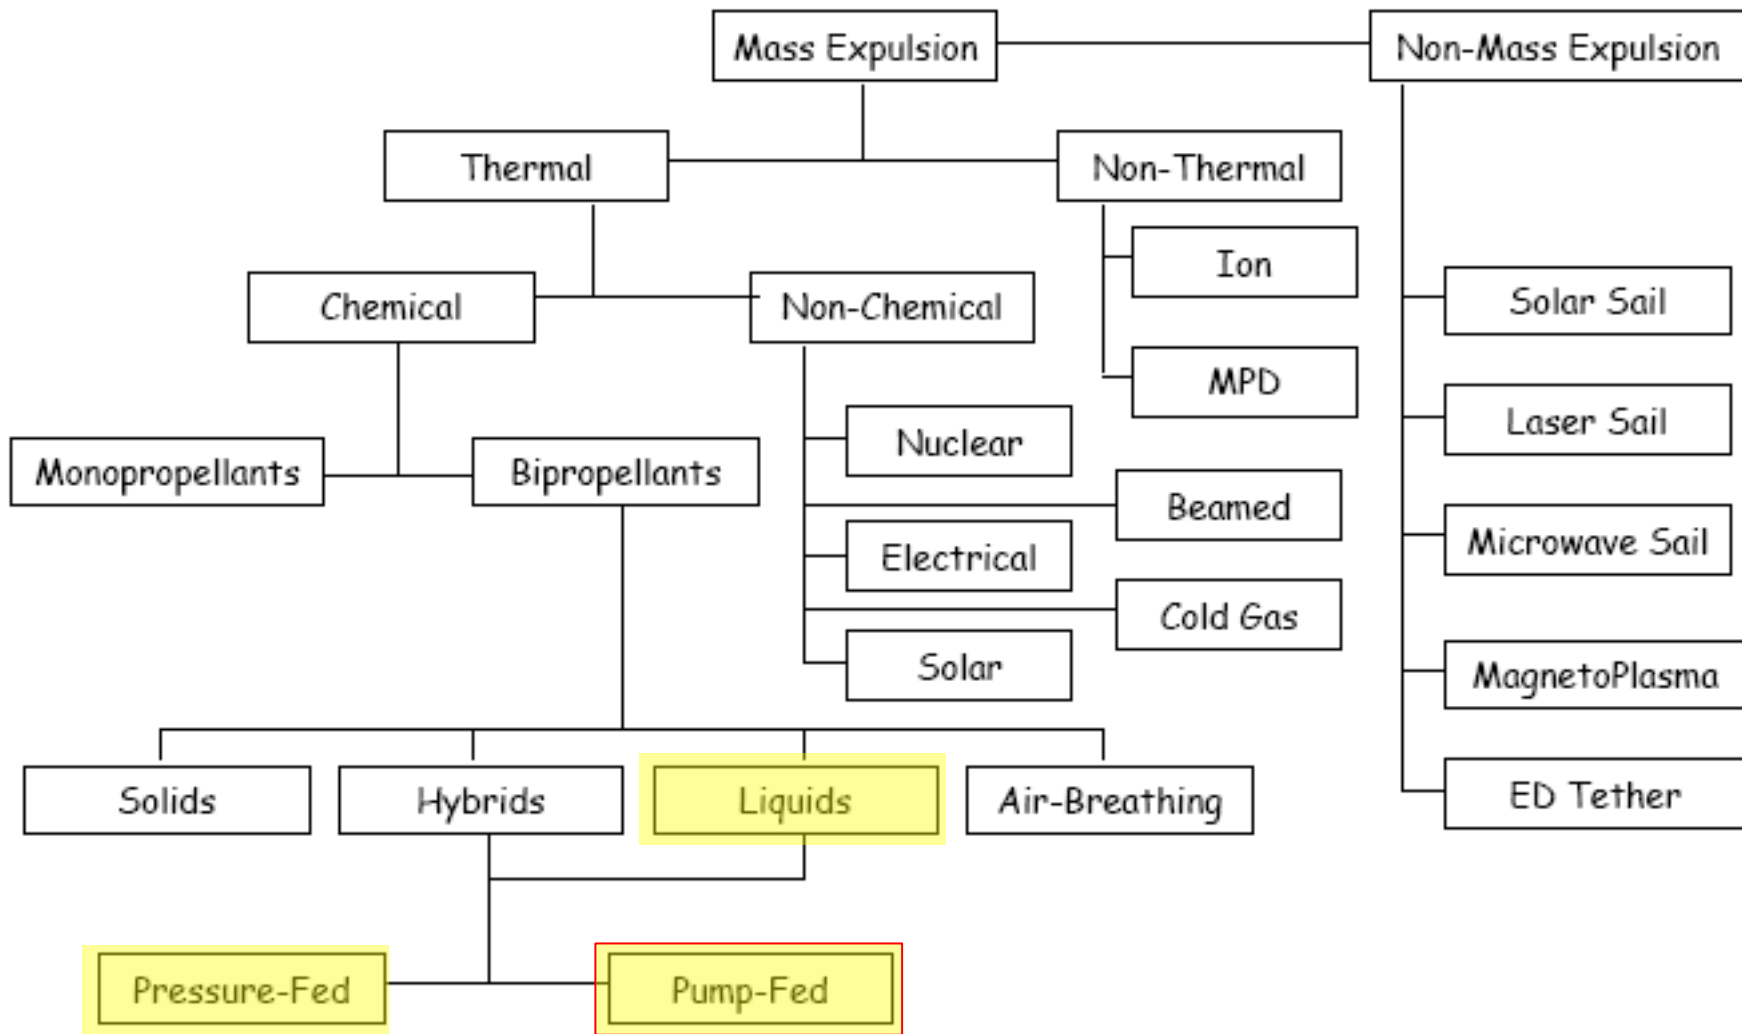 Mass Expulsion
Non-Mass Expulsion
Thermal
Non-Thermal
Ion
Chemical
Non-Chemical
Solar Sail
MPD
Laser Sail
Nuclear
Monopropellants
Bipropellants
Beamed
Microwave Sail
Electrical
Cold Gas
Solar
MagnetoPlasma
Solids
Hybrids
Liquids
Air-Breathing
ED Tether
Pressure-Fed
Pump-Fed